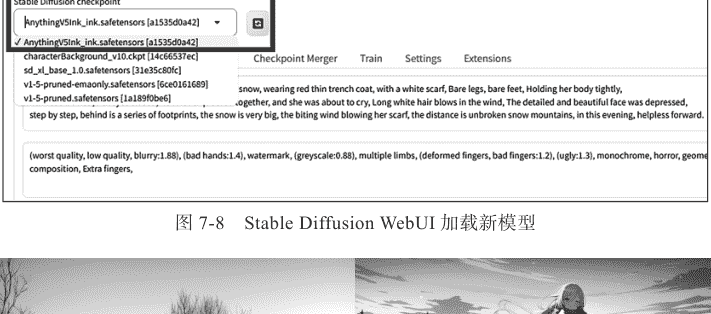 Stable Diffusion checkpoint
AnythingV5Ink_ink.safetensors [a1535d0a42]
✓ AnythingV5Ink_ink.safetensors [a1535d0a42]
characterBackground_v10.ckpt [14c66537ec]
sd_xl_base_1.0.safetensors [31e35c80fc]
v1-5-pruned-emaonly.safetensors [6ce0161689]
v1-5-pruned.safetensors [1a189f0be6]
Checkpoint Merger Train Settings Extensions
snow, wearing red thin trench coat, with a white scarf, Bare legs, bare feet, Holding her body tightly,
together, and she was about to cry, Long white hair blows in the wind, The detailed and beautiful face was depressed,
step by step, behind is a series of footprints, the snow is very big, the biting wind blowing her scarf, the distance is unbroken snow mountains, in this evening, helpless forward.
(worst quality, low quality, blurry:1.88), (bad hands:1.4), watermark, (greyscale:0.88), multiple limbs, (deformed fingers, bad fingers:1.2), (ugly:1.3), monochrome, horror, geome
composition, Extra fingers,
图 7-8 Stable Diffusion WebUI 加载新模型